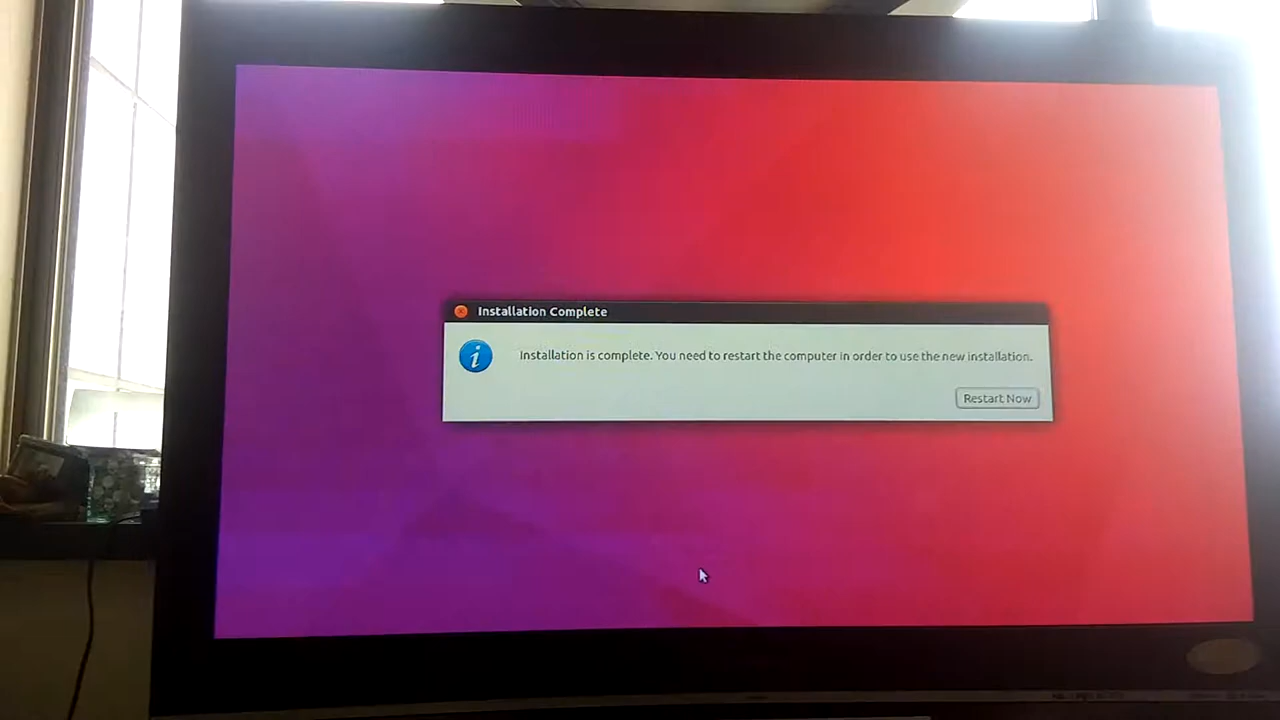 Installation Complete
Installation is complete. You need to restart the computer in order to use the new installation.
Restart Now